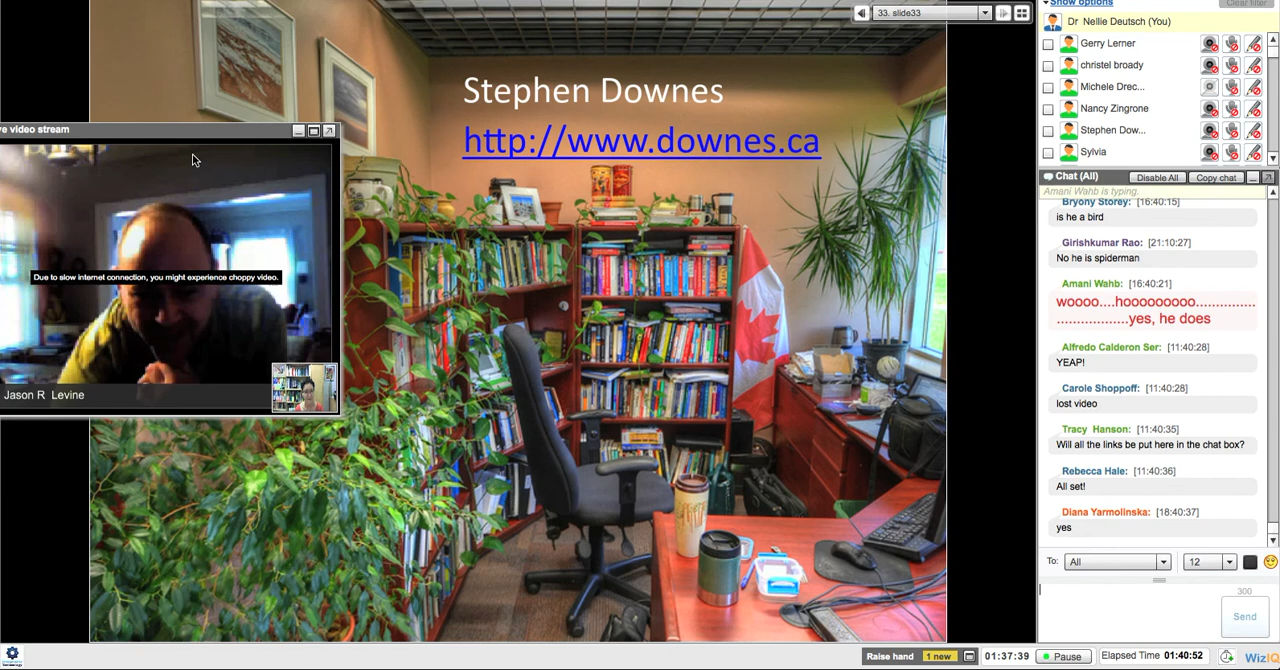 33. slide33
Stephen Downes
http://www.downes.ca
ve video stream
Due to slow internet connection, you might experience choppy video.
Jason R Levine
Show options
Clear filter
Dr Nellie Deutsch (You)
Gerry Lerner
christel broady
Michele Drec...
Nancy Zingrone
Stephen Dow...
Sylvia
Chat (All)
Disable All
Copy chat
Amani Wahb is typing.
Bryony Storey: [16:40:15]
is he a bird
Girishkumar Rao: [21:10:27]
No he is spiderman
Amani Wahb: [16:40:21]
woooo....hooooooooo..............
..................yes, he does
Alfredo Calderon Ser: [11:40:28]
YEAP!
Carole Shoppoff: [11:40:28]
lost video
Tracy Hanson: [11:40:35]
Will all the links be put here in the chat box?
Rebecca Hale: [11:40:36]
All set!
Diana Yarmolinska: [18:40:37]
yes
To: All 12
300
Send
Raise hand 1 new 01:37:39 Pause Elapsed Time 01:40:52 WizIQ